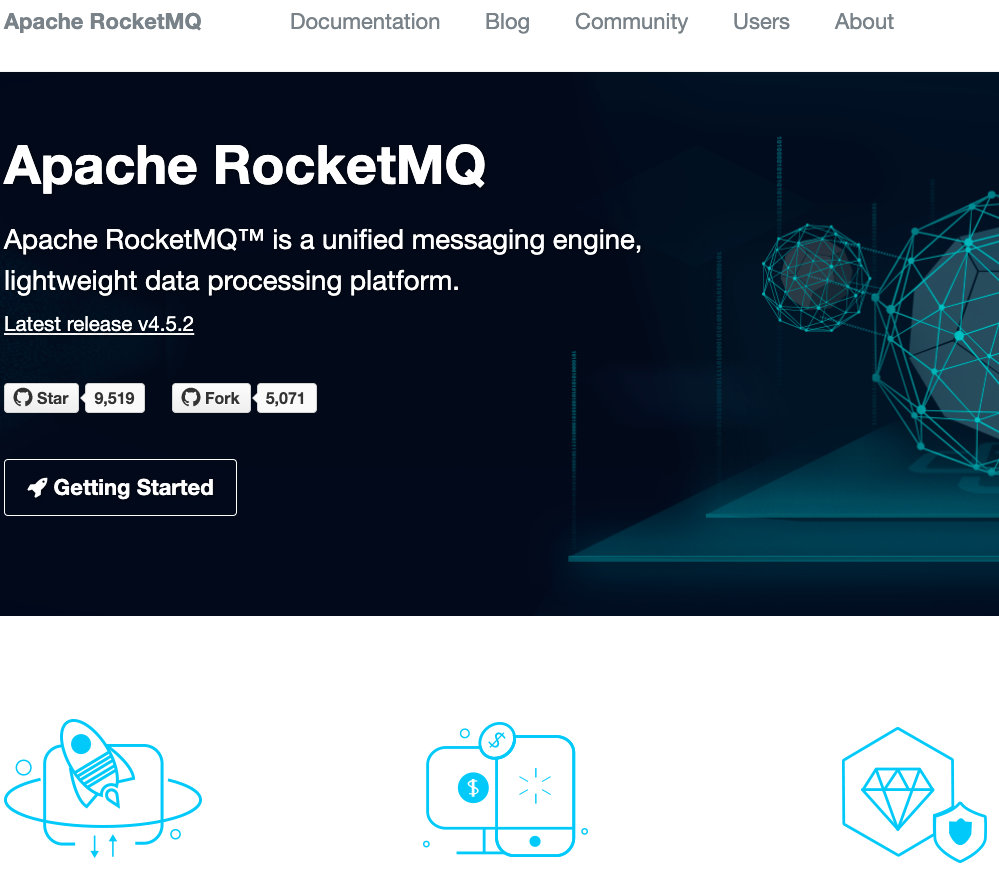 Apache RocketMQ Documentation Blog Community Users About
Apache RocketMQ
Apache RocketMQ™ is a unified messaging engine,
lightweight data processing platform.
Latest release v4.5.2
Star 9,519 Fork 5,071
Getting Started
$
$